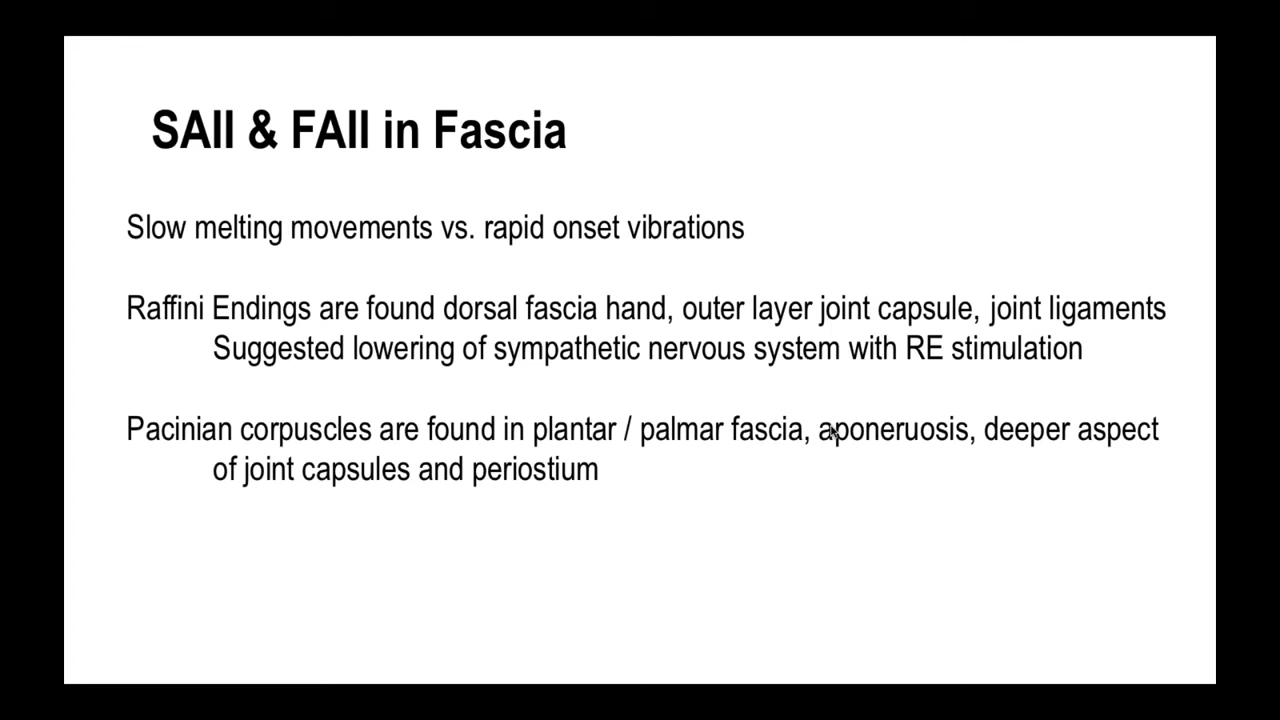 SAII & FAII in Fascia
Slow melting movements vs. rapid onset vibrations
Raffini Endings are found dorsal fascia hand, outer layer joint capsule, joint ligaments
Suggested lowering of sympathetic nervous system with RE stimulation
Pacinian corpuscles are found in plantar / palmar fascia, aponeruosis, deeper aspect
of joint capsules and periostium